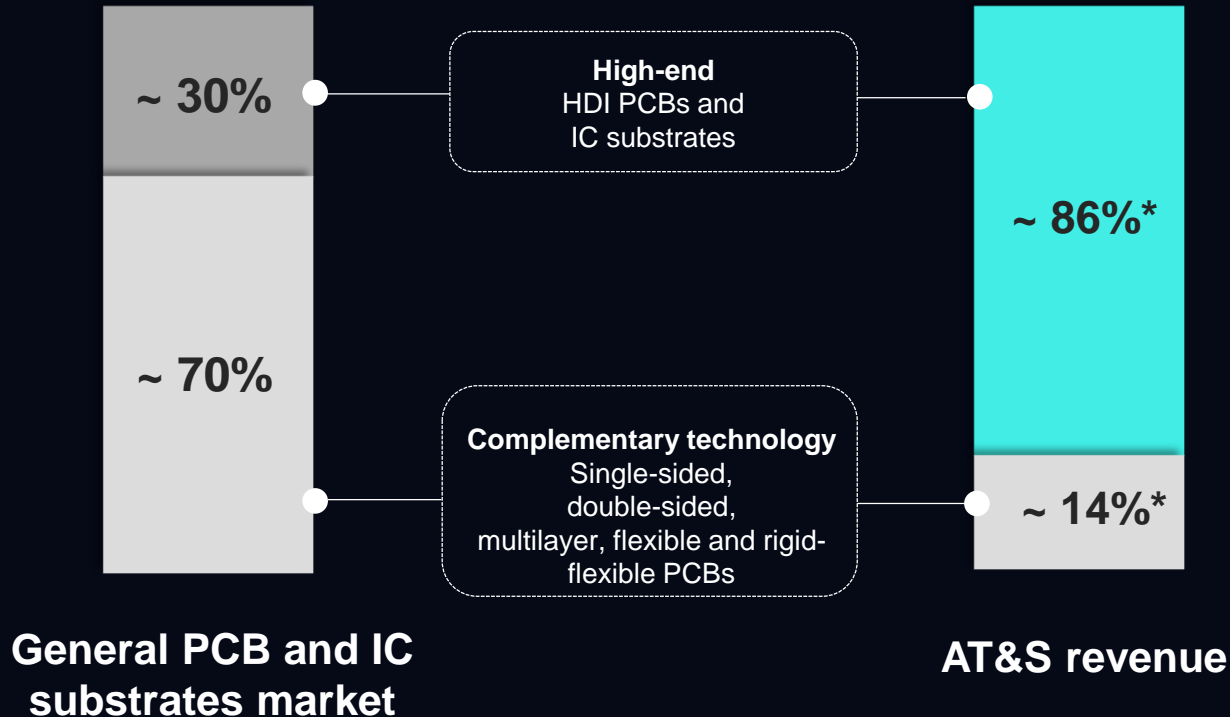 ~ 30%
High-end
HDI PCBs and
IC substrates
~ 86%*
~ 70%
Complementary technology
Single-sided,
double-sided,
multilayer, flexible and rigid-
flexible PCBs
~ 14%*
General PCB and IC
substrates market
AT&S revenue